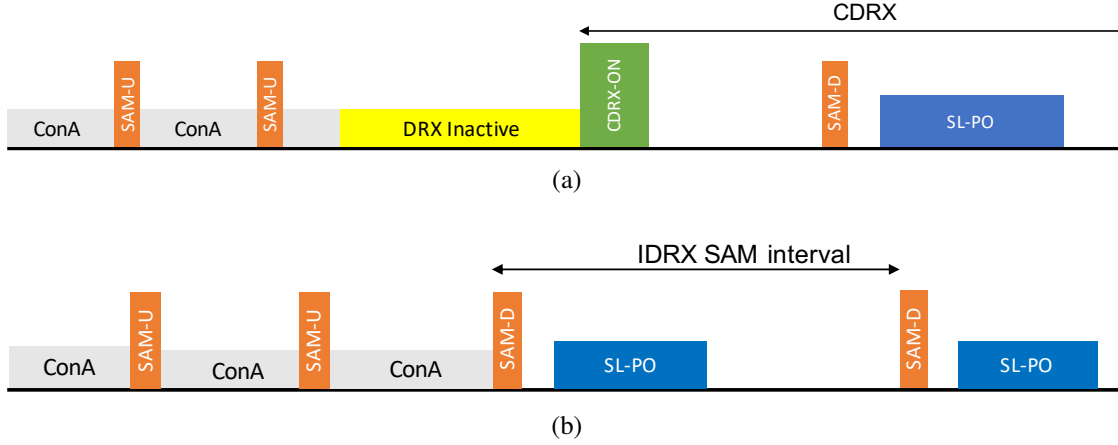 CDRX
ConA
SAM-U
ConA
SAM-U
DRX Inactive
CDRX-ON
SAM-D
SL-PO
(a)
IDRX SAM interval
ConA
SAM-U
ConA
SAM-U
ConA
SAM-D
SL-PO
SAM-D
SL-PO
(b)